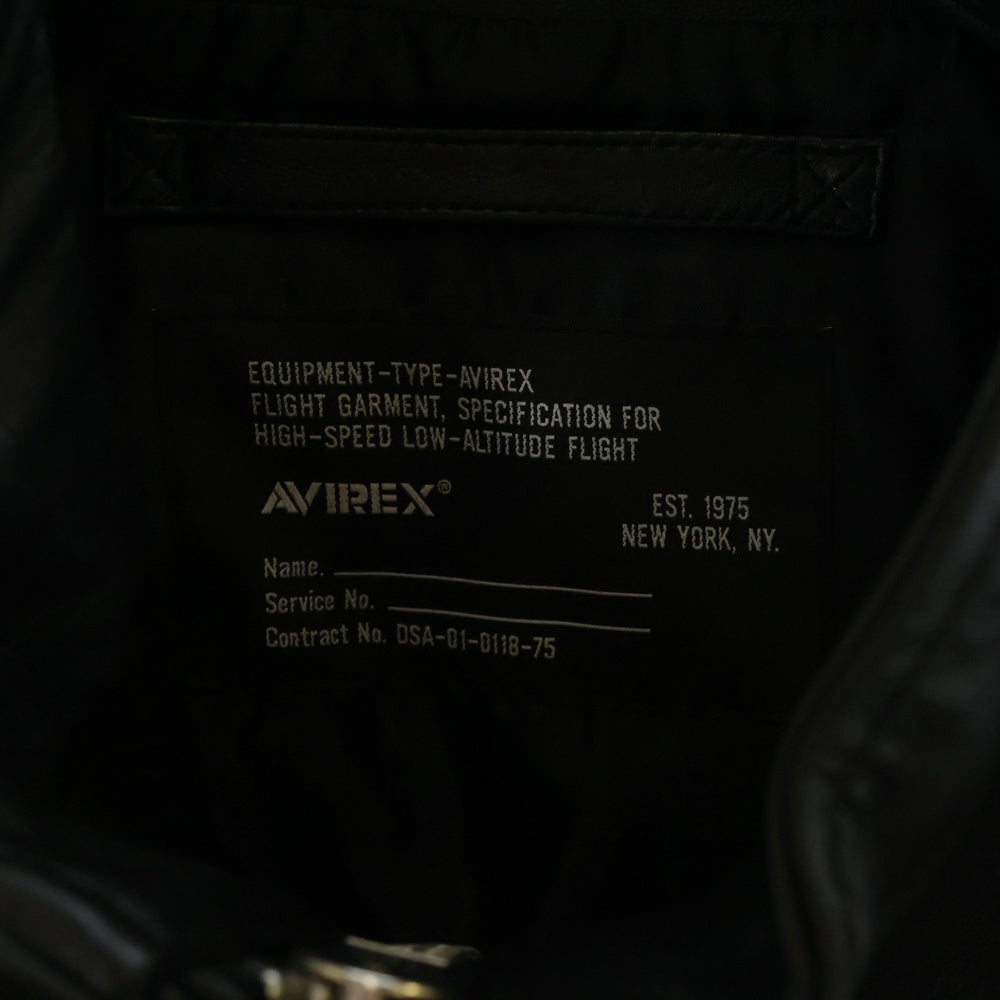 EQUIPMENT-TYPE-AVIREX
FLIGHT GARMENT, SPECIFICATION FOR
HIGH-SPEED LOW-ALTITUDE FLIGHT
AVIREX®
EST. 1975
NEW YORK, NY.
Name.
Service No.
Contract No. DSA-01-0118-75